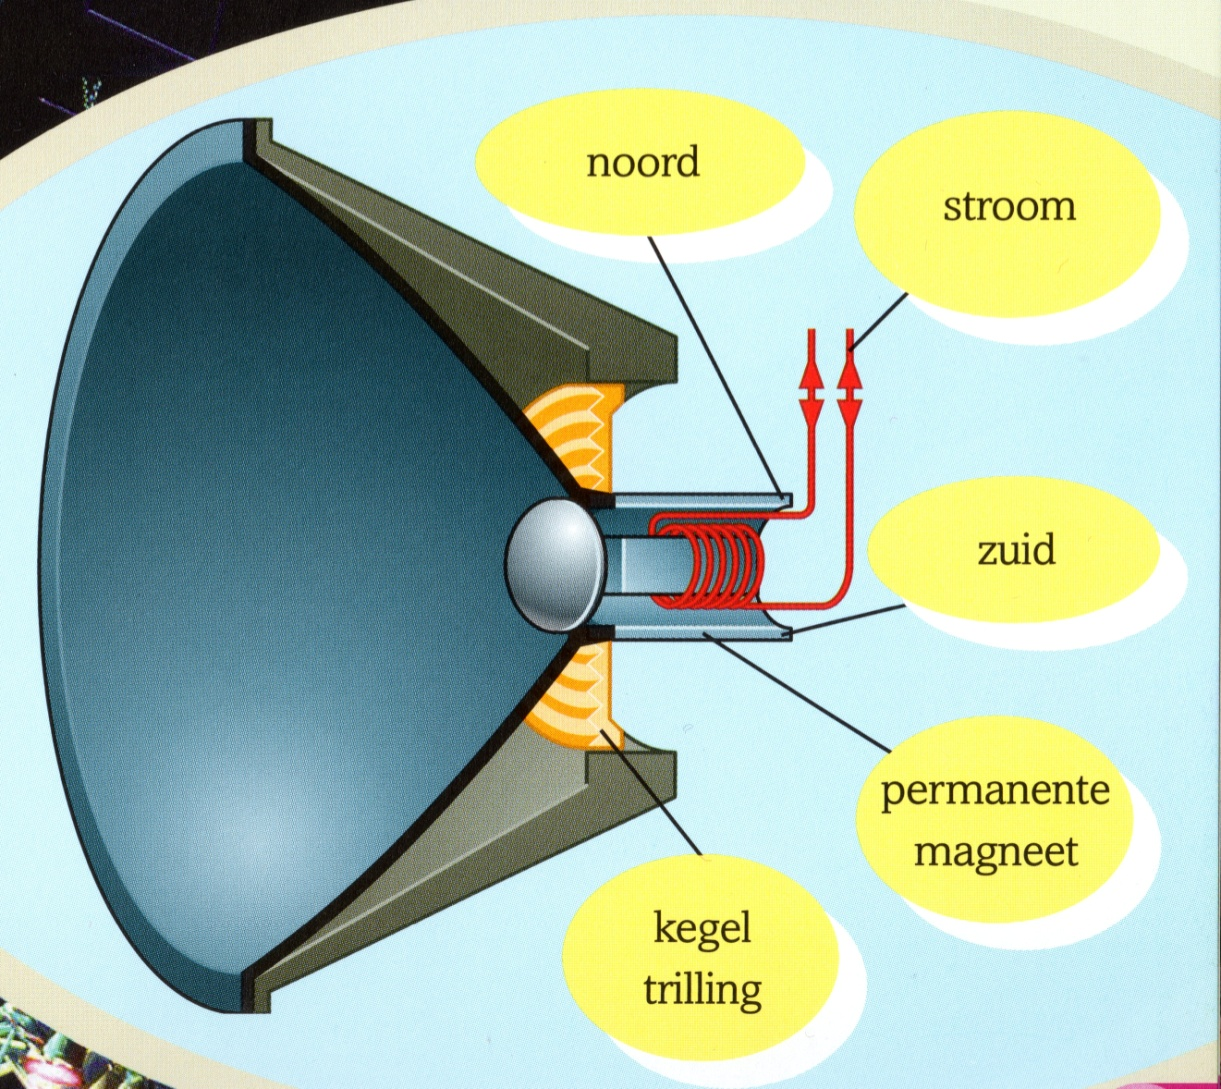 noord
stroom
zuid
permanente
magneet
kegel
trilling